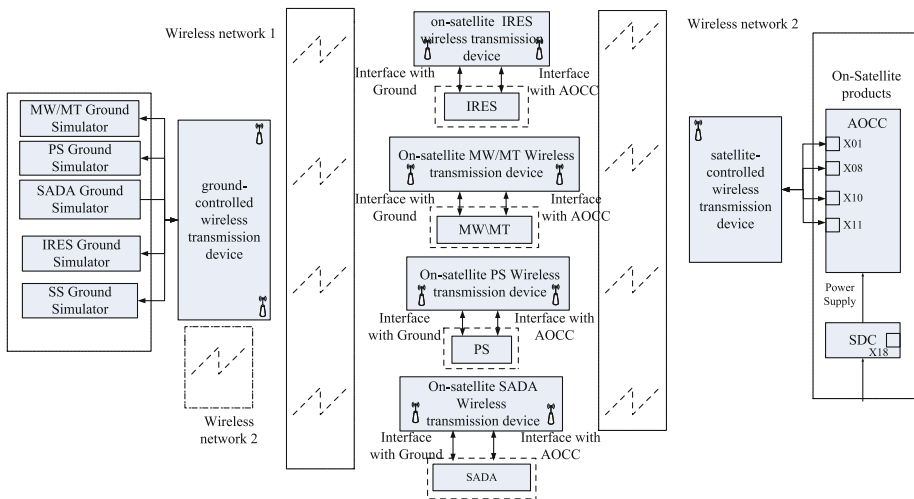 Wireless network 1
Wireless network 2
MW/MT Ground
Simulator
PS Ground
Simulator
SADA Ground
Simulator
IRES Ground
Simulator
SS Ground
Simulator
ground-
controlled
wireless
transmission
device
Wireless
network 2
on-satellite IRES
wireless transmission
device
Interface with
Ground
Interface
with AOCC
IRES
On-satellite MW/MT Wireless
transmission device
Interface
with Ground
Interface with
AOCC
MW\MT
On-satellite PS Wireless
transmission device
Interface
with Ground
Interface with
AOCC
PS
On-satellite SADA
Wireless
transmission device
Interface
with Ground
Interface with
AOCC
SADA
satellite-
controlled
wireless
transmission
device
On-Satellite
products
AOCC
X01
X08
X10
X11
Power
Supply
SDC
X18